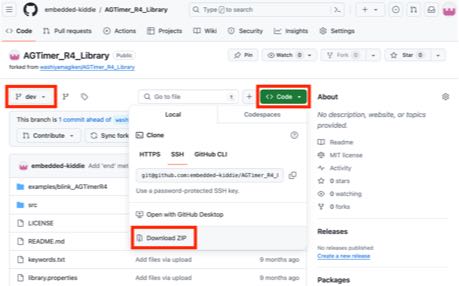 embedded-kiddie / AGTimer_R4_Library
Type / to search
Code
Pull requests
Actions
Projects
Wiki
Security
Insights
Settings
AGTimer_R4_Library
Public
Pin
Watch 0
Fork 0
Star 0
forked from washiyamagiken/AGTimer_R4_Library
dev
Go to file
t
Code
About
No description, website, or topics
provided.
This branch is 1 commit ahead of
Contribute
Sync fork
Local
Codespaces
Clone
HTTPS
SSH
GitHub CLI
git@github.com:embedded-kiddie/AGTimer_R4_l
Use a password-protected SSH key.
Open with GitHub Desktop
Download ZIP
embedded-kiddie Add 'end' met
examples/blink_AGTimerR4
src
LICENSE
README.md
keywords.txt Add files via upload 9 months ago
library.properties Add files via upload 9 months ago
Readme
MIT license
Activity
0 stars
0 watching
0 forks
Releases
No releases published
Create a new release
Packages